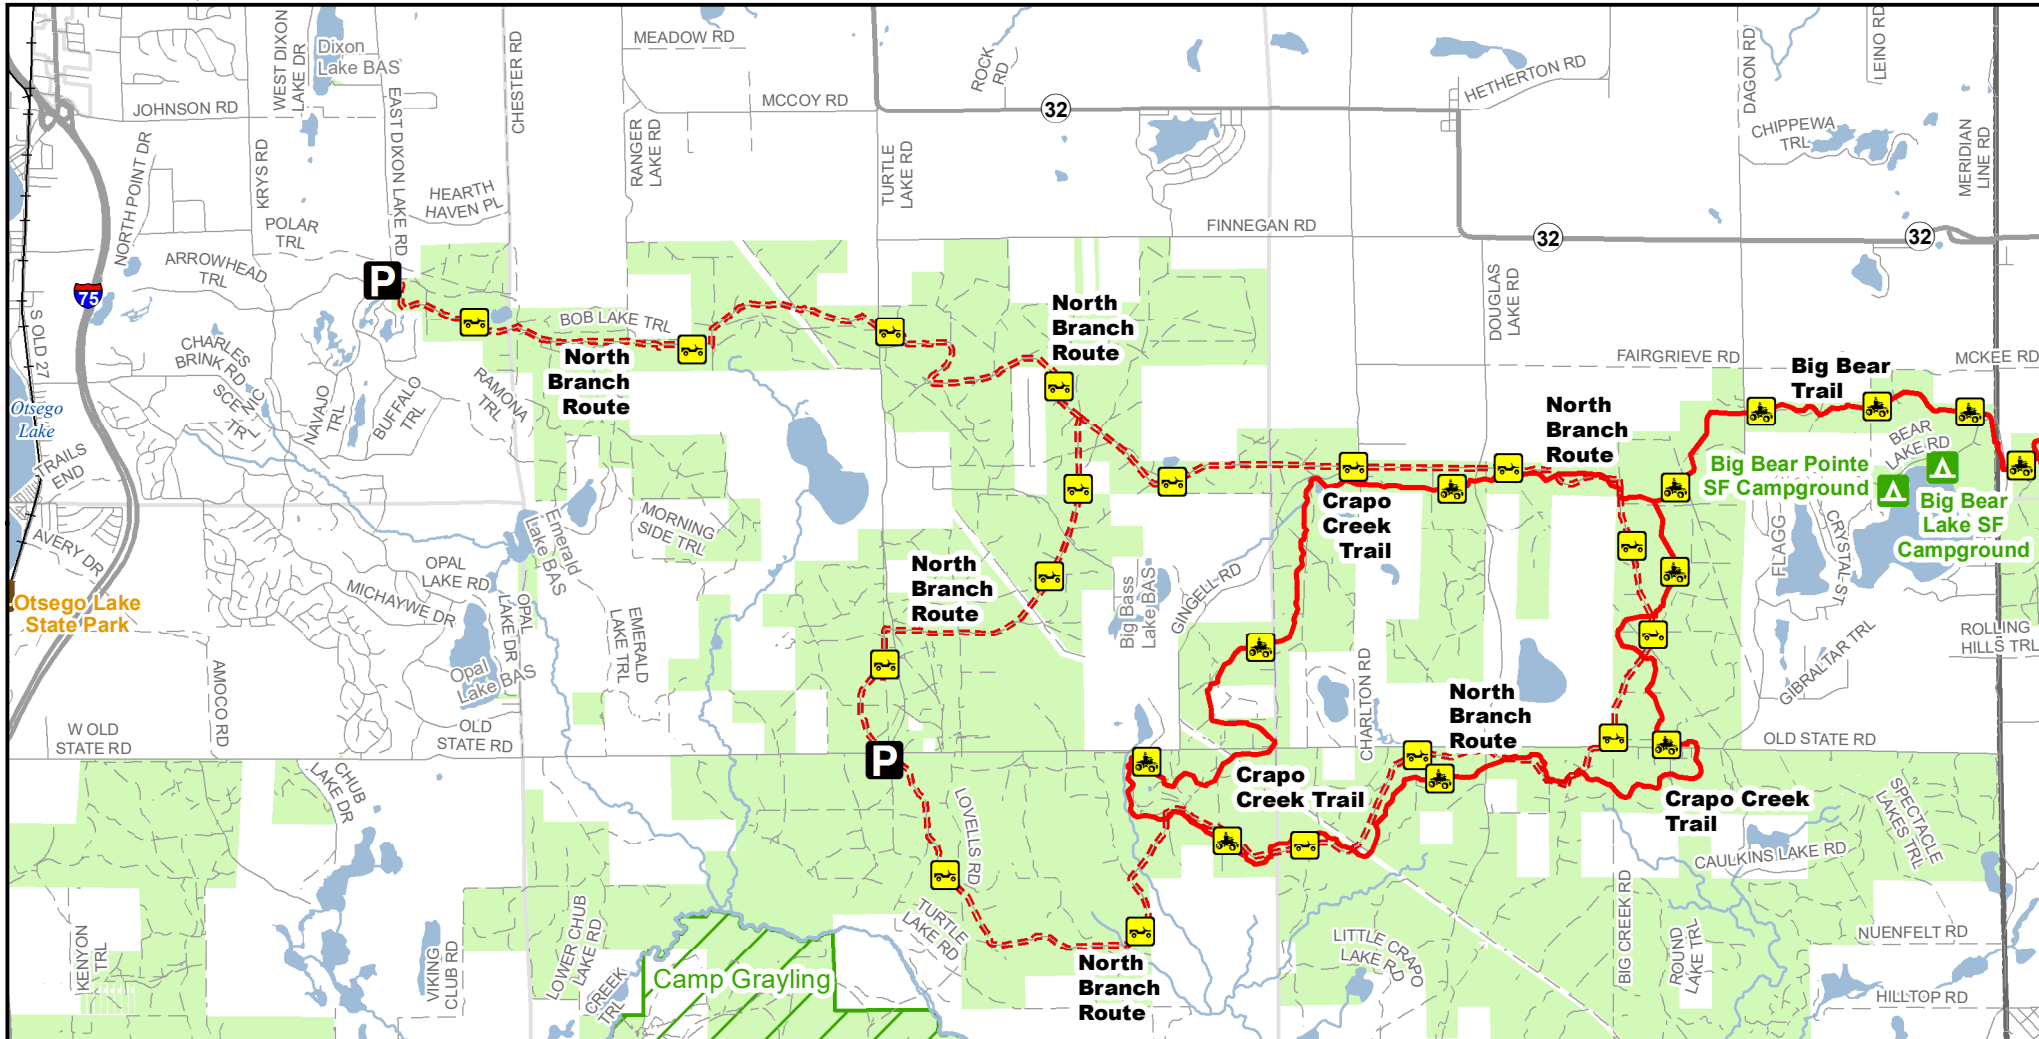 MEADOW RD
ROCK
RD
WEST DIXON
LAKE DR
Dixon
Lake BAS
CHESTER RD
HETHERTON RD
DAGON RD
LEINO RD
JOHNSON RD
MCCOY RD
32
EAST DIXON LAKE RD
RANGER
LAKE RD
TURTLE
LAKE RD
CHIPPEWA
TRL
MERIDIAN
LINE RD
NORTH POINT DR
KRYS RD
HEARTH
HAVEN PL
POLAR
TRL
FINNEGAN RD
32
32
ARROWHEAD
TRL
P
75
DOUGLAS
LAKE RD
S OLD 27
BOB LAKE TRL
North
Branch
Route
North
Branch
Route
CHARLES
BRINK RD
SCENIC
TRL
NAVAJO
TRL
BUFFALO
TRL
RAMONA
TRL
FAIRGRIEVE RD
MCKEE RD
Big Bear
Trail
Otsego
Lake
North
Branch
Route
BEAR
LAKE RD
TRAILS
END
Big Bear Pointe
SF Campground
Big Bear
Lake SF
Campground
Crapo
Creek
Trail
AVERY DR
MORNING
SIDE TRL
Emerald
Lake BAS
FLAGG
CRYSTAL ST
OPAL
LAKE RD
MICHAYWE DR
North
Branch
Route
Big Bass
Lake BAS
GINGELL RD
Otsego Lake
State Park
OPAL
LAKE DR
EMERALD
LAKE TRL
ROLLING
HILLS TRL
GIBRALTAR TRL
Opal
Lake BAS
AMOCO RD
CHARLTON RD
North
Branch
Route
W OLD
STATE RD
OLD
STATE RD
OLD STATE RD
P
CHUB
LAKE DR
LOVELLS RD
Crapo
Creek Trail
Crapo Creek
Trail
SPECTACLE
LAKES TRL
CAULKINS LAKE RD
KENYON
TRL
VIKING
CLUB RD
LOWER CHUB
LAKE RD
CREEK
TRL
TURTLE
LAKE RD
LITTLE CRAPO
LAKE RD
BIG CREEK RD
ROUND
LAKE TRL
NUENFELT RD
Camp Grayling
North
Branch
Route
HILLTOP RD